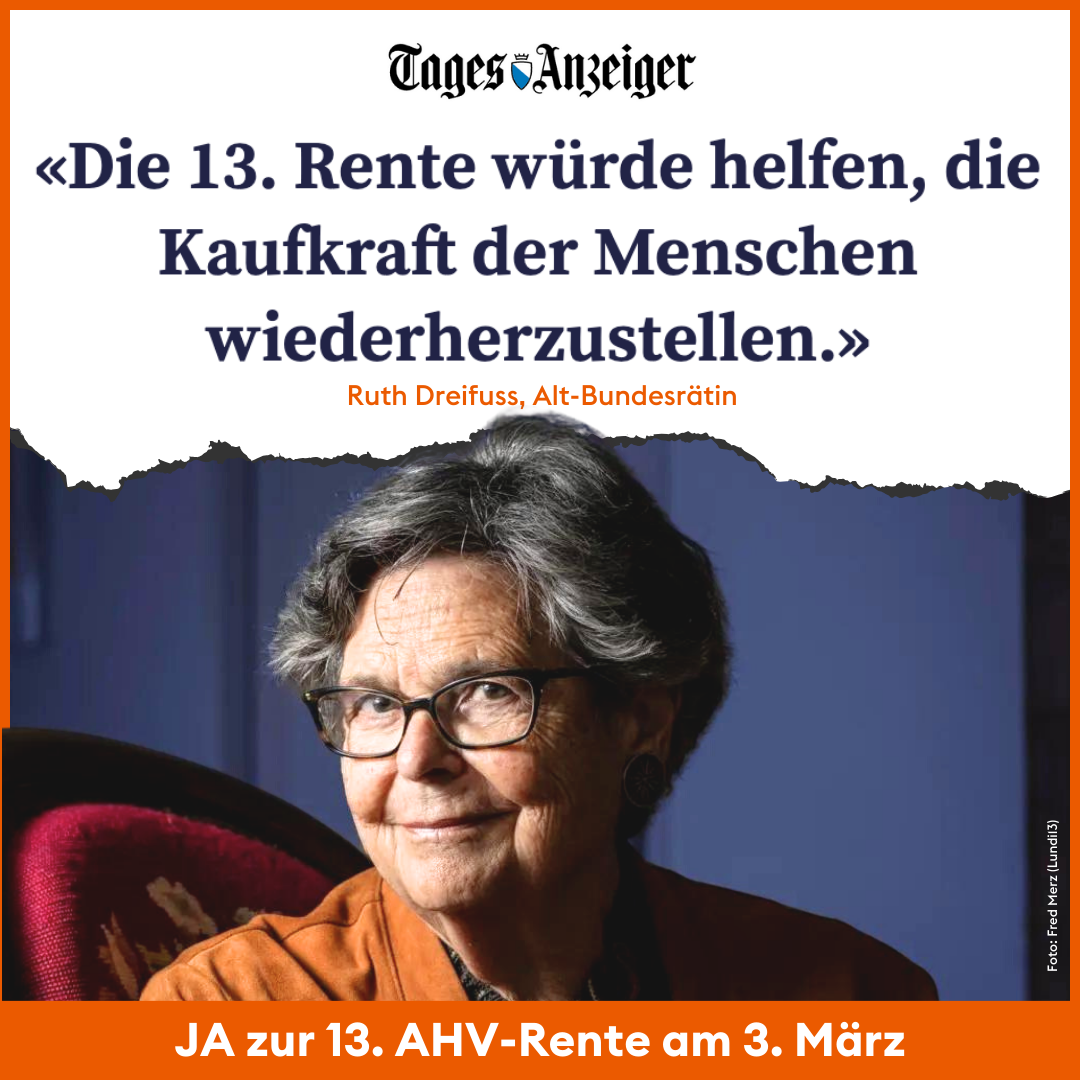 Tages Anzeiger
«Die 13. Rente würde helfen, die
Kaufkraft der Menschen
wiederherzustellen.»
Ruth Dreifuss, Alt-Bundesrätin
Foto: Fred Merz (Lundi13)
JA zur 13. AHV-Rente am 3. März